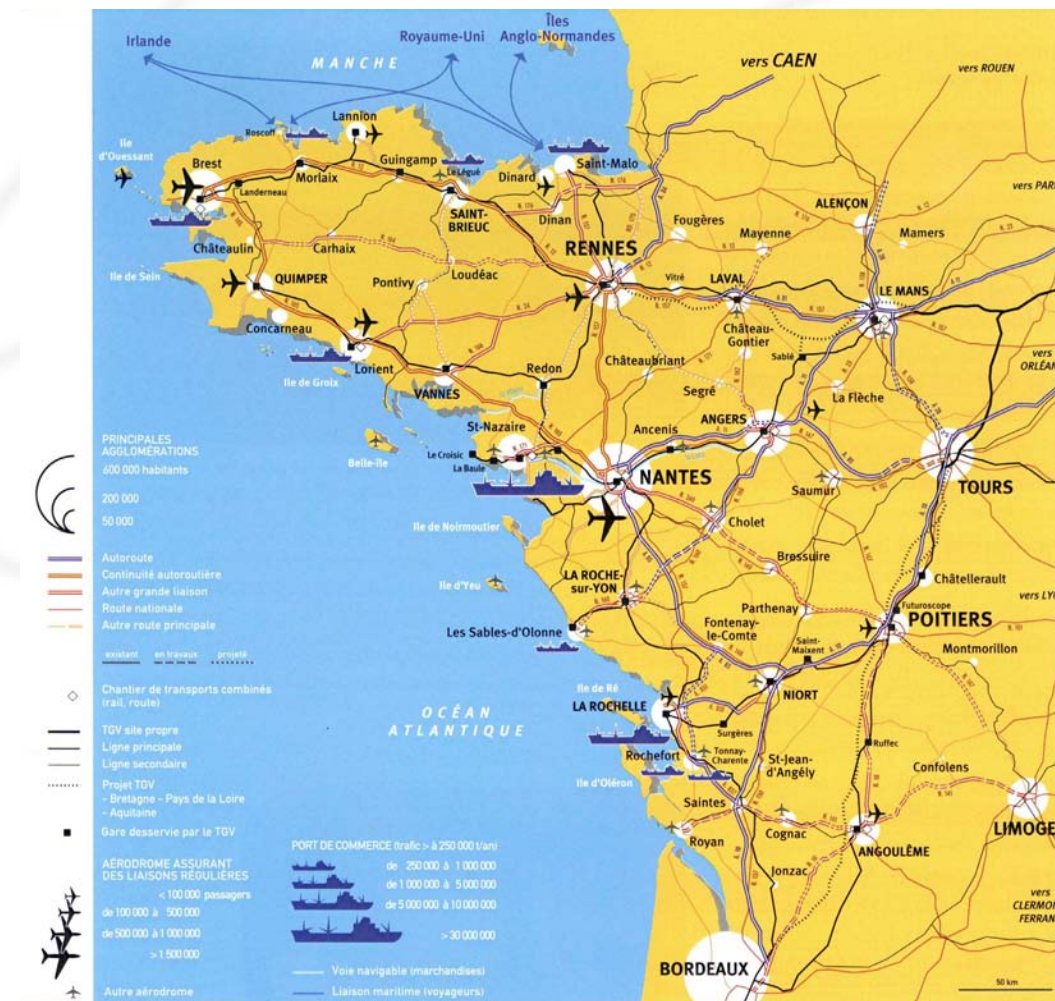 Irlande
Royaume-Uni
Îles
Anglo-Normandes
MANCHE
vers CAEN
vers ROUEN
Lannion
Roscoff
Ile
d'Ouessant
Brest
Landerneau
Morlaix
Guingamp
Le Légué
Dinard
Saint-Malo
SAINT-
BRIEUC
Dinan
ALENÇON
vers PARI
Fougères
Mayenne
Mamers
Châteaulin
Carhaix
RENNES
Loudéac
Pontivy
Vitré
LAVAL
LE MANS
Ile de Sein
QUIMPER
Concarneau
Château-
Gontier
Sablé
vers
ORLÉAN
Lorient
Ile de Groix
VANNES
Redon
Châteaubriant
Segré
La Flèche
St-Nazaire
Ancenis
ANGERS
Belle-Ile
Le Croisic
La Baule
NANTES
Saumur
TOURS
PRINCIPALES
AGGLOMÉRATIONS
600 000 habitants
200 000
50 000
Ile de Noirmoutier
Cholet
Bressuire
Autoroute
Continuité autoroutière
Autre grande liaison
Route nationale
Autre route principale
existant en travaux projeté
Ile d'Yeu
LA ROCHE-
SUR-YON
Châtellerault
Futuroscope
vers LY
Parthenay
POITIERS
Fontenay-
le-Comte
Les Sables-d'Olonne
Saint-
Maixent
Montmorillon
Chantier de transports combinés
(rail, route)
Ile de Ré
LA ROCHELLE
NIORT
OCÉAN
ATLANTIQUE
Surgères
Ruffec
TGV site propre
Ligne principale
Ligne secondaire
Projet TGV
- Bretagne - Pays de la Loire
- Aquitaine
Gare desservie par le TGV
Rochefort
Tonnay-
Charente
St-Jean-
d'Angély
Confolens
Ile d'Oléron
Saintes
Royan
Cognac
LIMOGE
ANGOULÊME
Jonzac
vers
CLERMON
FERRAN
AÉRODROME ASSURANT
DES LIAISONS RÉGULIÈRES
< 100 000 passagers
de 100 000 à 500 000
de 500 000 à 1 000 000
> 1 500 000
Autre aérodrome
PORT DE COMMERCE (trafic > à 250 000 t/an)
de 250 000 à 1 000 000
de 1 000 000 à 5 000 000
de 5 000 000 à 10 000 000
> 30 000 000
Voie navigable (marchandises)
Liaison maritime (voyageurs)
BORDEAUX
50 km